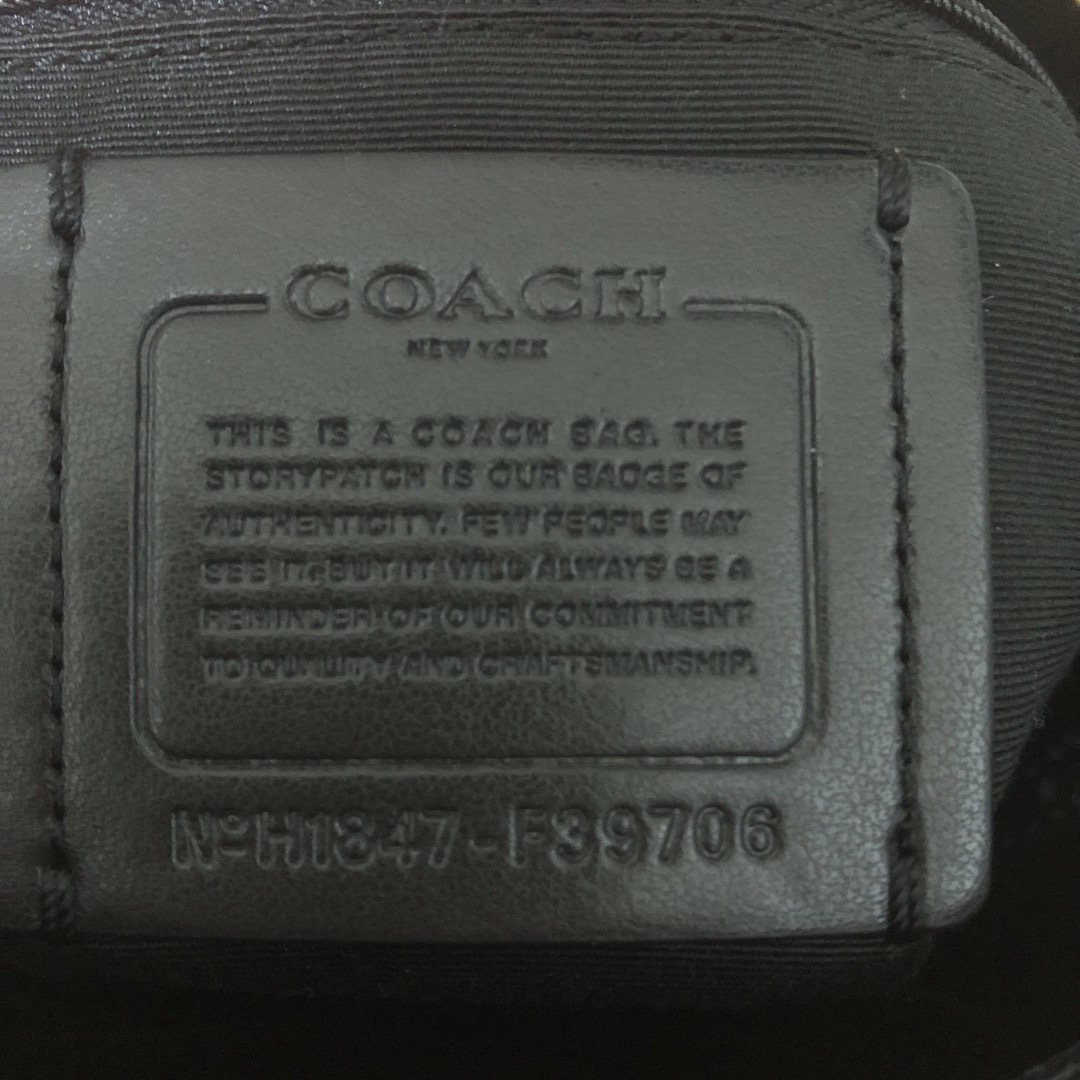 COACH
NEW YORK
THIS IS A COACH BAG. THE
STORYPATCH IS OUR BADGE OF
AUTHENTICITY. FEW PEOPLE MAY
SEE IT, BUT IT WILL ALWAYS BE A
REMINDER OF OUR COMMITMENT
TO QUALITY AND CRAFTSMANSHIP.
NºH1847-F39706